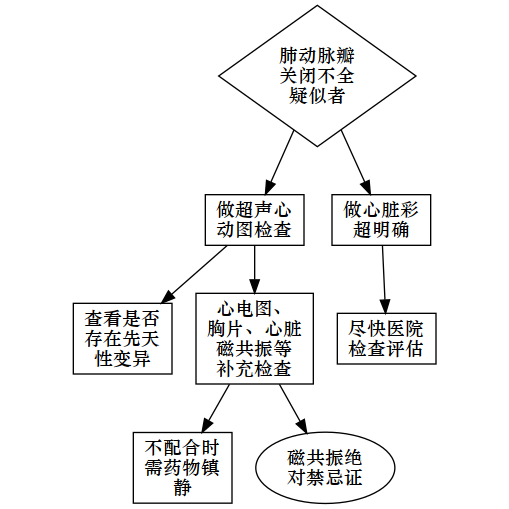 肺动脉瓣
关闭不全
疑似者
做超声心
动图检查
做心脏彩
超明确
查看是否
存在先天
性变异
心电图、
胸片、心脏
磁共振等
补充检查
尽快医院
检查评估
不配合时
需药物镇
静
磁共振绝
对禁忌证